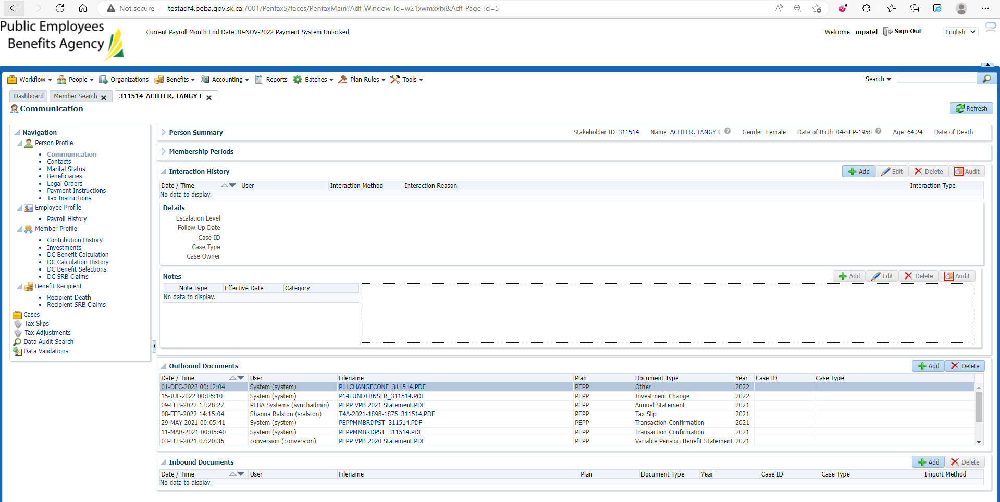 Not secure testadf4.peba.gov.sk.ca:7001/Penfax5/faces/PenfaxMain?Adf-Window-Id=w21xwmxxfx&Adf-Page-Id=5
Public Employees
Benefits Agency
Current Payroll Month End Date 30-NOV-2022 Payment System Unlocked
Welcome mpatel Sign Out English
Workflow People Organizations Benefits Accounting Reports Batches Plan Rules Tools Search
Dashboard Member Search 311514-ACHTER, TANGY L
Communication Refresh
Navigation
Person Profile
Communication
Contacts
Marital Status
Beneficiaries
Legal Orders
Payment Instructions
Tax Instructions
Employee Profile
Payroll History
Member Profile
Contribution History
Investments
DC Benefit Calculation
DC Calculation History
DC Benefit Selections
DC SRB Claims
Benefit Recipient
Recipient Death
Recipient SRB Claims
Cases
Tax Slips
Tax Adjustments
Data Audit Search
Data Validations
Person Summary Stakeholder ID 311514 Name ACHTER, TANGY L Gender Female Date of Birth 04-SEP-1958 Age 64.24 Date of Death
Membership Periods
Interaction History Add Edit Delete Audit
Date / Time User Interaction Method Interaction Reason Interaction Type
No data to display.
Details
Escalation Level
Follow-Up Date
Case ID
Case Type
Case Owner
Notes Add Edit Delete Audit
Note Type Effective Date Category
No data to display.
Outbound Documents Add Delete
Date / Time User Filename Plan Document Type Year Case ID Case Type
01-DEC-2022 00:12:04 System (system) P11CHANGECONF_311514.PDF PEPP Other 2022
15-JUL-2022 00:06:10 System (system) P14FUNDTRNSFR_311514.PDF PEPP Investment Change 2022
09-FEB-2022 13:28:27 PEBA Systems (synchadmin) PEPP VPB 2021 Statement.PDF PEPP Annual Statement 2021
08-FEB-2022 14:15:04 Shanna Ralston (sralston) T4A-2021-1898-1875_311514.PDF PEPP Tax Slip 2021
29-MAY-2021 00:05:41 System (system) PEPPMMBRDPST_311514.PDF PEPP Transaction Confirmation 2021
11-MAR-2021 00:05:40 System (system) PEPPMMBRDPST_311514.PDF PEPP Transaction Confirmation 2021
03-FEB-2021 07:20:36 conversion (conversion) PEPP VPB 2020 Statement.PDF PEPP Variable Pension Benefit Statement 2021
Inbound Documents Add Delete
Date / Time User Filename Plan Document Type Year Case ID Case Type Import Method
No data to display.